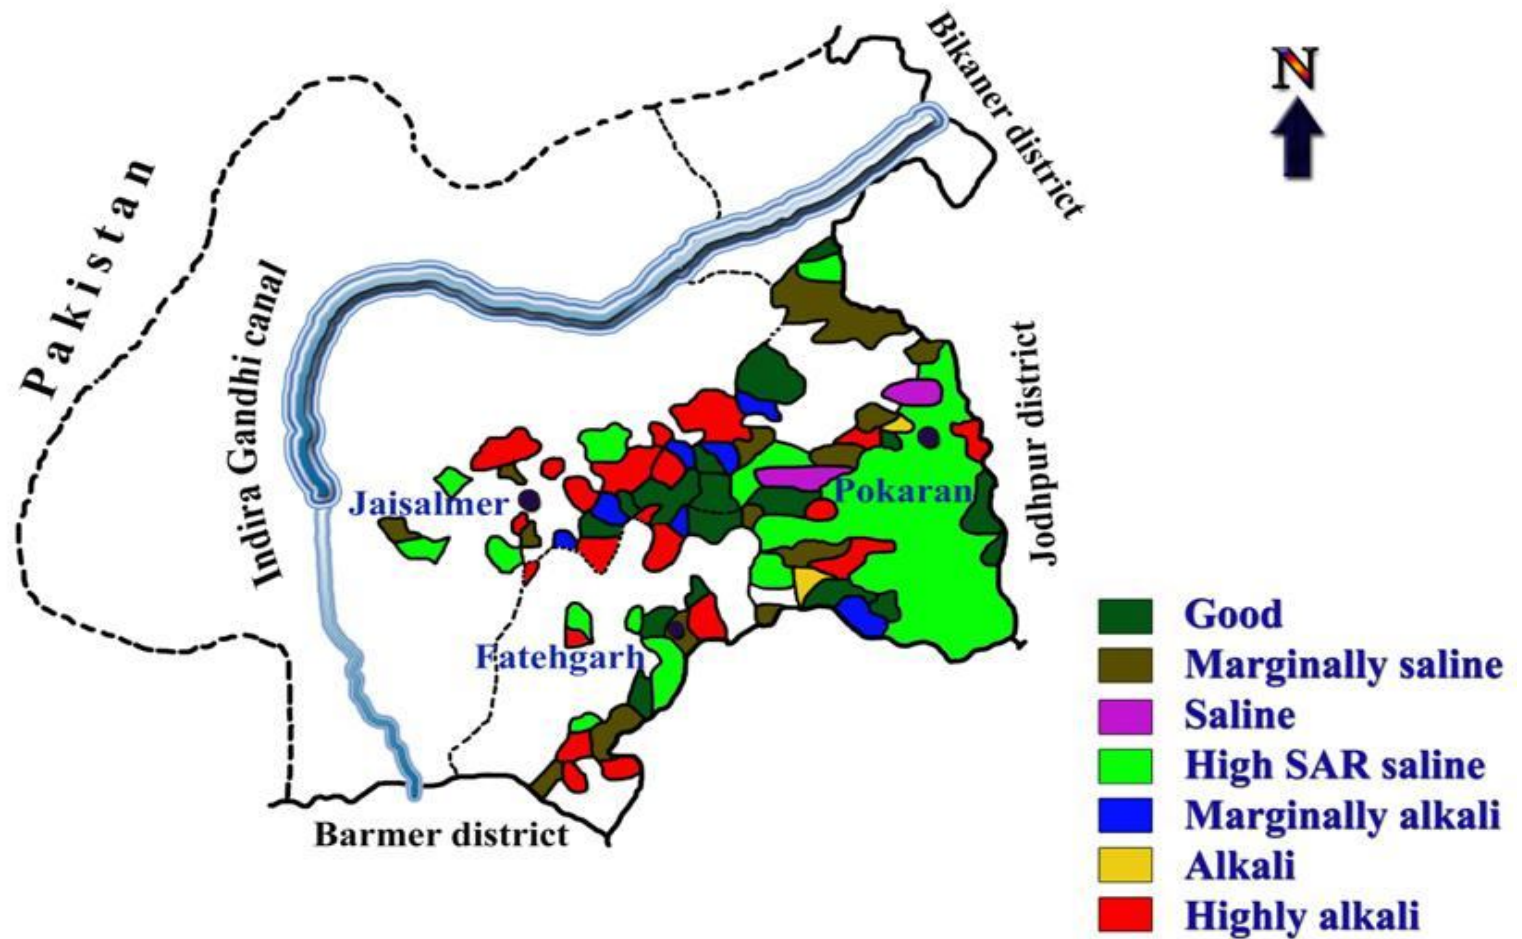 Bikaner district
N
Pakistan
Indira Gandhi canal
Jodhpur district
Jaisalmer
Pokaran
Fatehgarh
Barmer district
Good
Marginally saline
Saline
High SAR saline
Marginally alkali
Alkali
Highly alkali